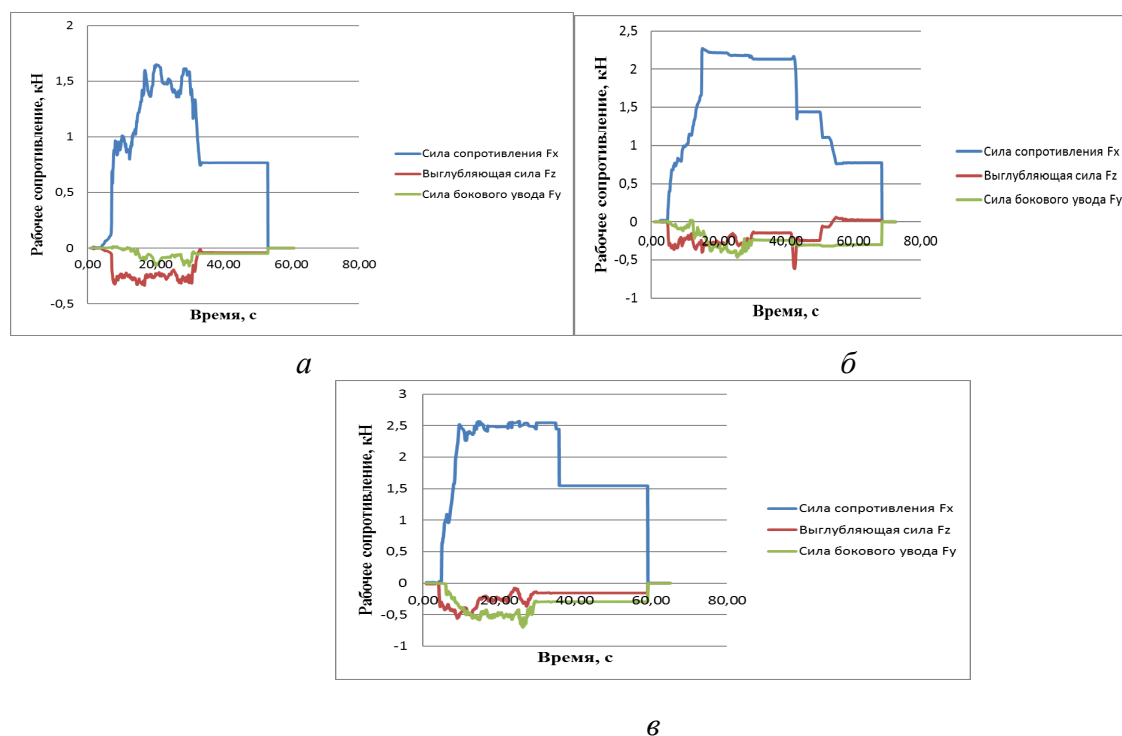 2
1,5
1
0,5
0
-0,5
0,00
20,00
40,00
60,00
80,00
Рабочее сопротивление, кН
Время, с
Сила сопротивления Fx
Выглубляющая сила Fz
Сила бокового увода Fy
2,5
2
1,5
1
0,5
0
-0,5
-1
0,00
20,00
40,00
60,00
80,00
Рабочее сопротивление, кН
Время, с
Сила сопротивления Fx
Выглубляющая сила Fz
Сила бокового увода Fy
а
б
3
2,5
2
1,5
1
0,5
0
-0,5
-1
0,00
20,00
40,00
60,00
80,00
Рабочее сопротивление, кН
Время, с
Сила сопротивления Fx
Выглубляющая сила Fz
Сила бокового увода Fy
в